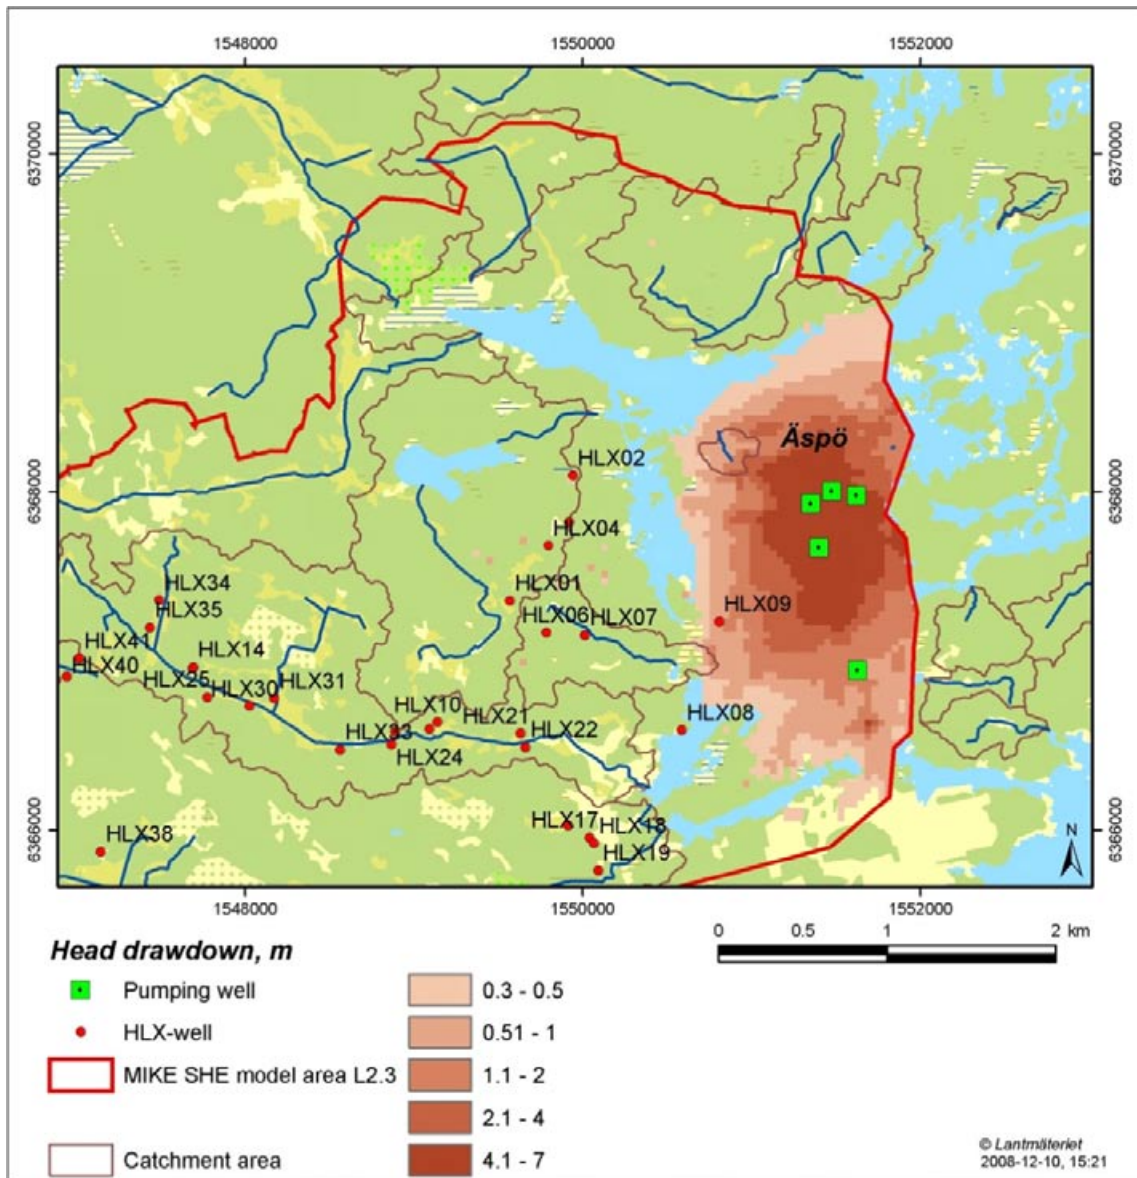 1548000 1550000 1552000
6370000 6370000
Äspö
HLX02
6368000 6368000
HLX04
HLX34
HLX01
HLX35
HLX06 HLX07 HLX09
HLX41 HLX14
HLX40 HLX25 HLX30 HLX31
HLX10 HLX21 HLX08
HLX33 HLX22
HLX24
HLX17 HLX18
6366000 6366000
HLX38
HLX19
N
1548000 1550000 1552000
0 0.5 1 2 km
Head drawdown, m
Pumping well 0.3 - 0.5
HLX-well 0.51 - 1
MIKE SHE model area L2.3 1.1 - 2
2.1 - 4
Catchment area 4.1 - 7
© Lantmäteriet
2008-12-10, 15:21